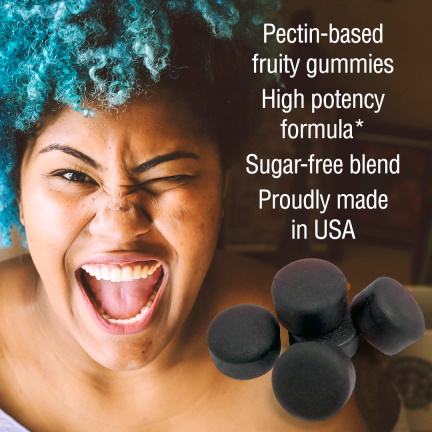 Pectin-based
fruity gummies
High potency
formula*
Sugar-free blend
Proudly made
in USA